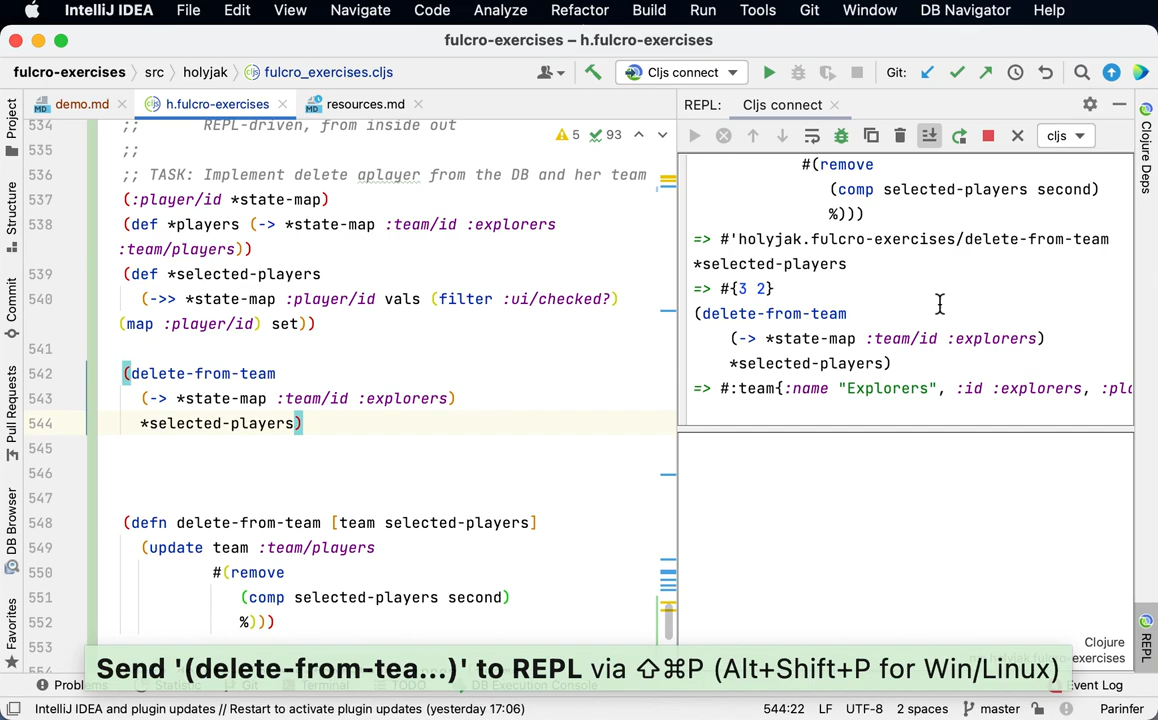 IntelliJ IDEA File Edit View Navigate Code Analyze Refactor Build Run Tools Git Window DB Navigator Help
fulcro-exercises – h.fulcro-exercises
fulcro-exercises src holyjak fulcro_exercises.cljs Cljs connect Git:
demo.md h.fulcro-exercises resources.md REPL: Cljs connect
cljs
Project
Structure
Commit
Pull Requests
DB Browser
Favorites
534 ;; REPL-driven, from inside out
5 93
535 ;;
536 ;; TASK: Implement delete aplayer from the DB and her team
537 (:player/id *state-map)
538 (def *players (-> *state-map :team/id :explorers
:team/players))
539 (def *selected-players
540 (->> *state-map :player/id vals (filter :ui/checked?)
(map :player/id) set))
541
542 (delete-from-team
543 (-> *state-map :team/id :explorers)
544 *selected-players)
545
546
547
548 (defn delete-from-team [team selected-players]
549 (update team :team/players
550 #(remove
551 (comp selected-players second)
552 %)))
553
#(remove
(comp selected-players second)
%)))
=> #'holyjak.fulcro-exercises/delete-from-team
*selected-players
=> #{3 2}
(delete-from-team
(-> *state-map :team/id :explorers)
*selected-players)
=> #:team{:name "Explorers", :id :explorers, :pl
Clojure Deps
REPL
Clojure
Send '(delete-from-tea...)' to REPL via ⇧⌘P (Alt+Shift+P for Win/Linux)
Problems Statistic Git Terminal TODO DB Execution Console Event Log
IntelliJ IDEA and plugin updates // Restart to activate plugin updates (yesterday 17:06) 544:22 LF UTF-8 2 spaces master Parinfer